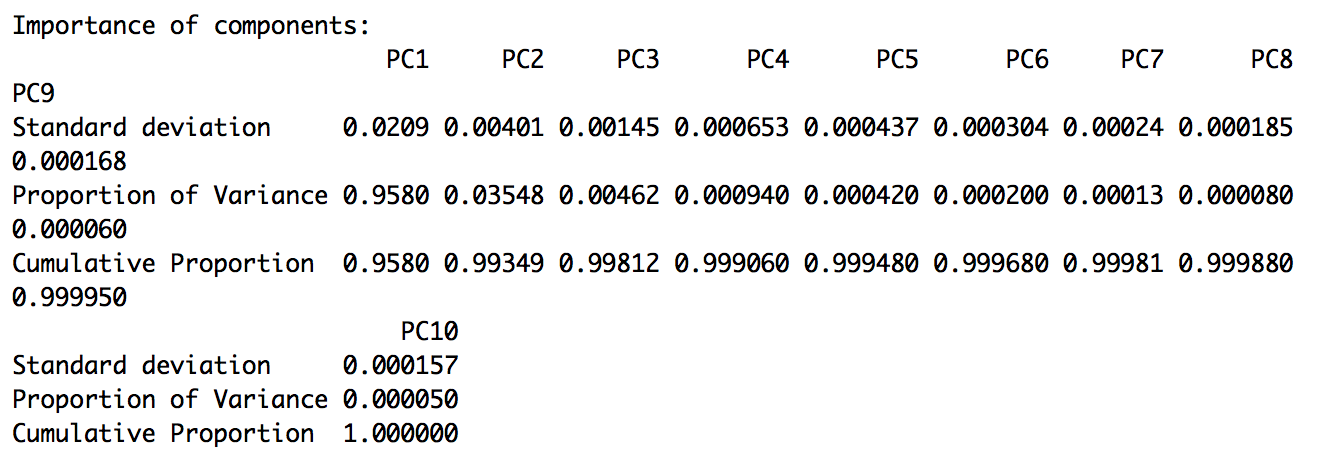 Importance of components:
                          PC1     PC2     PC3      PC4      PC5      PC6     PC7      PC8
PC9
Standard deviation     0.0209 0.00401 0.00145 0.000653 0.000437 0.000304 0.00024 0.000185
0.000168
Proportion of Variance 0.9580 0.03548 0.00462 0.000940 0.000420 0.000200 0.00013 0.000080
0.000060
Cumulative Proportion  0.9580 0.99349 0.99812 0.999060 0.999480 0.999680 0.99981 0.999880
0.999950
                           PC10
Standard deviation     0.000157
Proportion of Variance 0.000050
Cumulative Proportion  1.000000